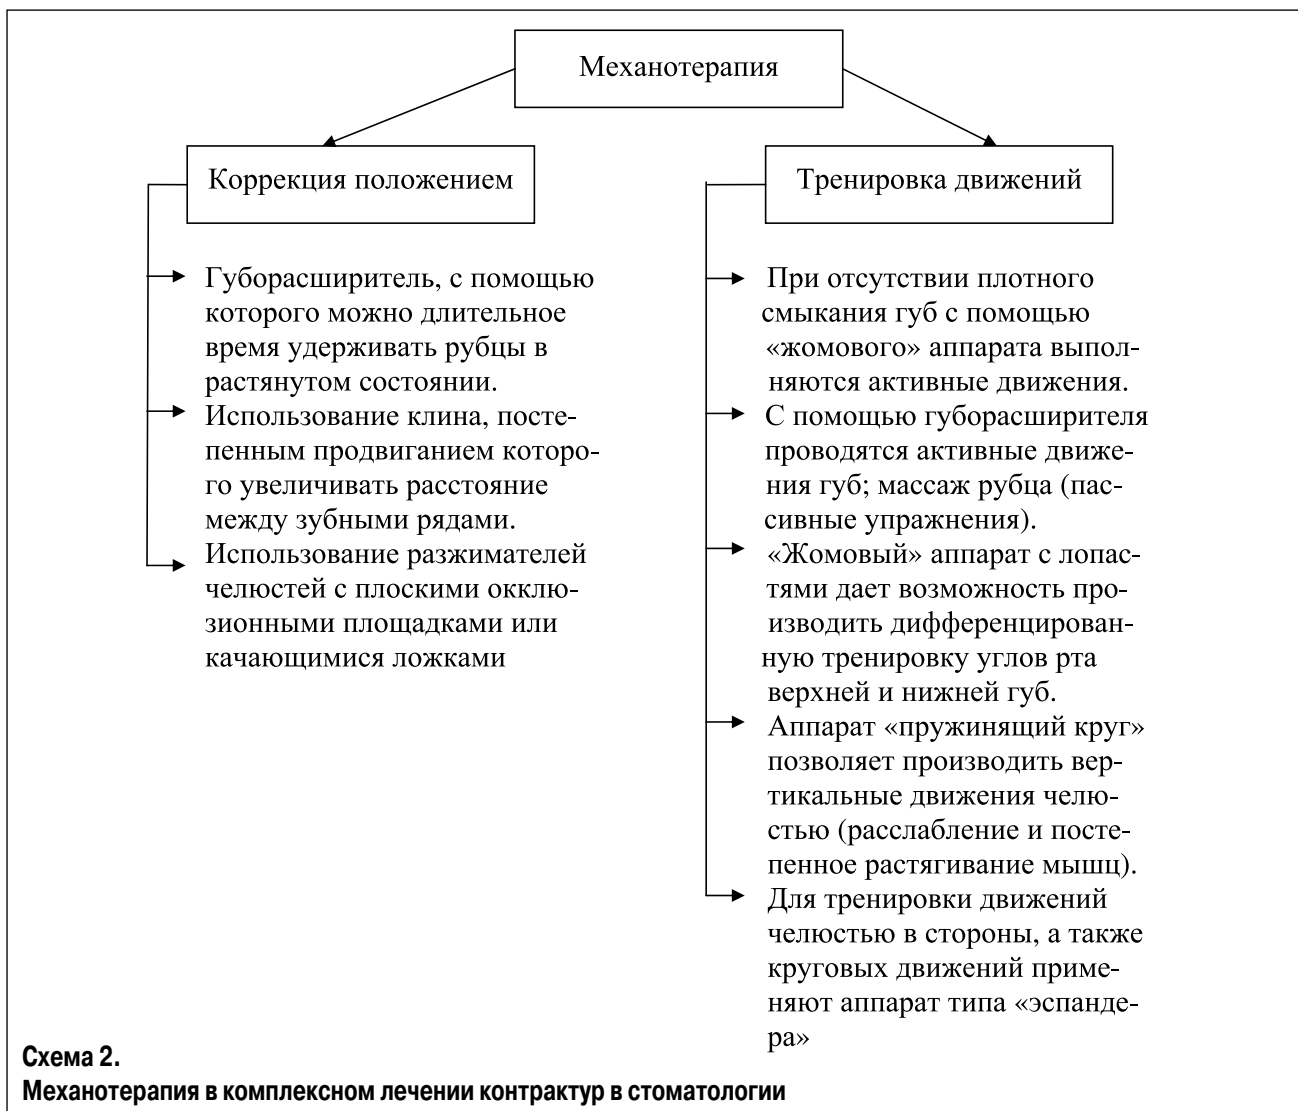 Механотерапия
Коррекция положением
Губорасширитель, с помощью
которого можно длительное
время удерживать рубцы в
растянутом состоянии.
Использование клина, посте-
пенным продвиганием которо-
го увеличивать расстояние
между зубными рядами.
Использование разжимателей
челюстей с плоскими окклю-
зионными площадками или
качающимися ложками
Тренировка движений
При отсутствии плотного
смыкания губ с помощью
«жомового» аппарата выпол-
няются активные движения.
С помощью губорасширителя
проводятся активные движе-
ния губ; массаж рубца (пас-
сивные упражнения).
«Жомовый» аппарат с лопас-
тями дает возможность про-
изводить дифференцирован-
ную тренировку углов рта
верхней и нижней губ.
Аппарат «пружинящий круг»
позволяет производить вер-
тикальные движения челю-
стью (расслабление и посте-
пенное растягивание мышц).
Для тренировки движений
челюстью в стороны, а также
круговых движений приме-
няют аппарат типа «эспанде-
ра»
Схема 2.
Механотерапия в комплексном лечении контрактур в стоматологии